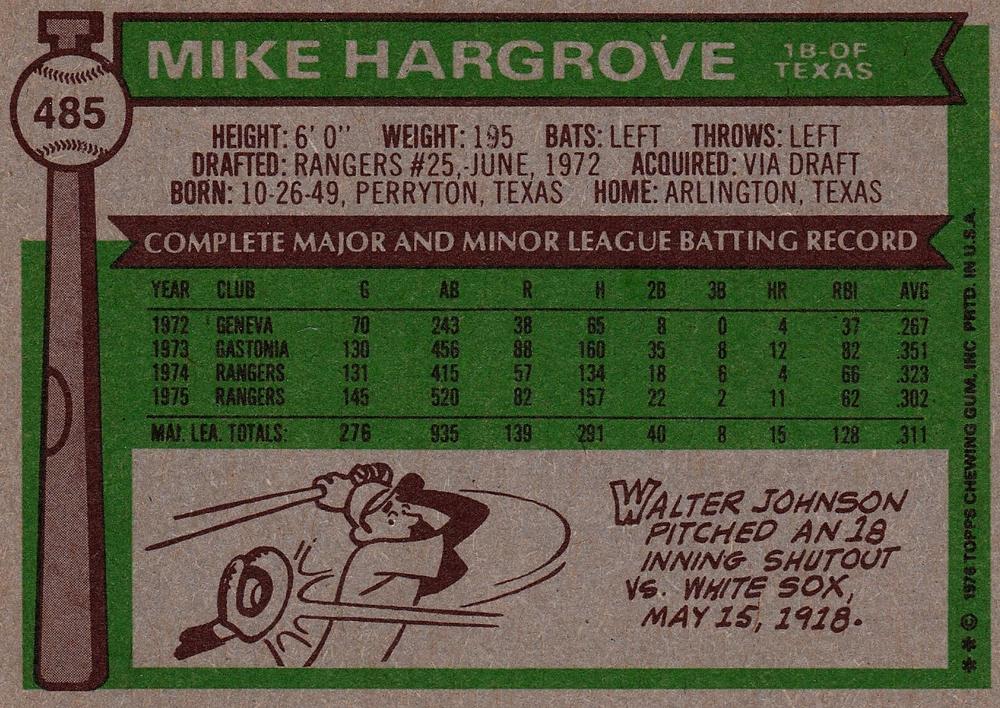 485
MIKE HARGROVE
1B-OF
TEXAS
HEIGHT: 6' 0" WEIGHT: 195 BATS: LEFT THROWS: LEFT
DRAFTED: RANGERS #25,-JUNE, 1972 ACQUIRED: VIA DRAFT
BORN: 10-26-49, PERRYTON, TEXAS HOME: ARLINGTON, TEXAS
COMPLETE MAJOR AND MINOR LEAGUE BATTING RECORD
YEAR CLUB G AB R H 2B 3B HR RBI AVG
1972 GENEVA 70 243 38 65 8 0 4 37 .267
1973 GASTONIA 130 456 88 160 35 8 12 82 .351
1974 RANGERS 131 415 57 134 18 6 4 66 .323
1975 RANGERS 145 520 82 157 22 2 11 62 .302
MAJ. LEA. TOTALS: 276 935 139 291 40 8 15 128 .311
WALTER JOHNSON
PITCHED AN 18
INNING SHUTOUT
VS. WHITE SOX,
MAY 15, 1918.
** © 1976 TOPPS CHEWING GUM, INC PRTD. IN U.S.A.